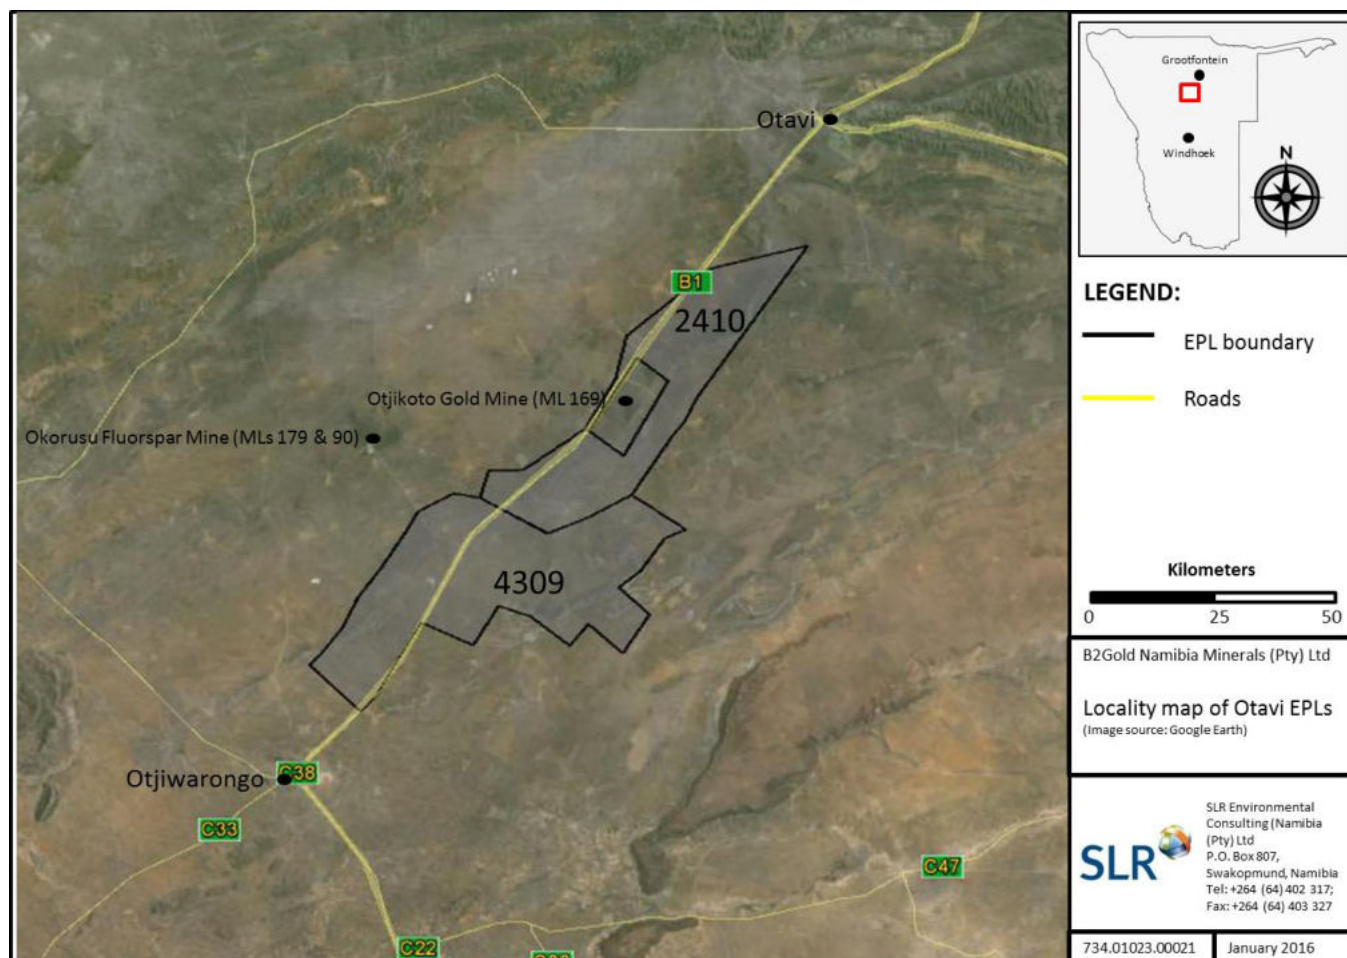 Otavi
B1
2410
Otjikoto Gold Mine (ML 169)
Okorusu Fluorspar Mine (MLs 179 & 90)
4309
Otjiwarongo
C38
C33
C47
C22
Grootfontein
Windhoek
N
LEGEND:
EPL boundary
Roads
Kilometers
0 25 50
B2Gold Namibia Minerals (Pty) Ltd
Locality map of Otavi EPLs
(Image source: Google Earth)
SLR
SLR Environmental
Consulting (Namibia
(Pty) Ltd
P.O. Box 807,
Swakopmund, Namibia
Tel: +264 (64) 402 317;
Fax: +264 (64) 403 327
734.01023.00021
January 2016